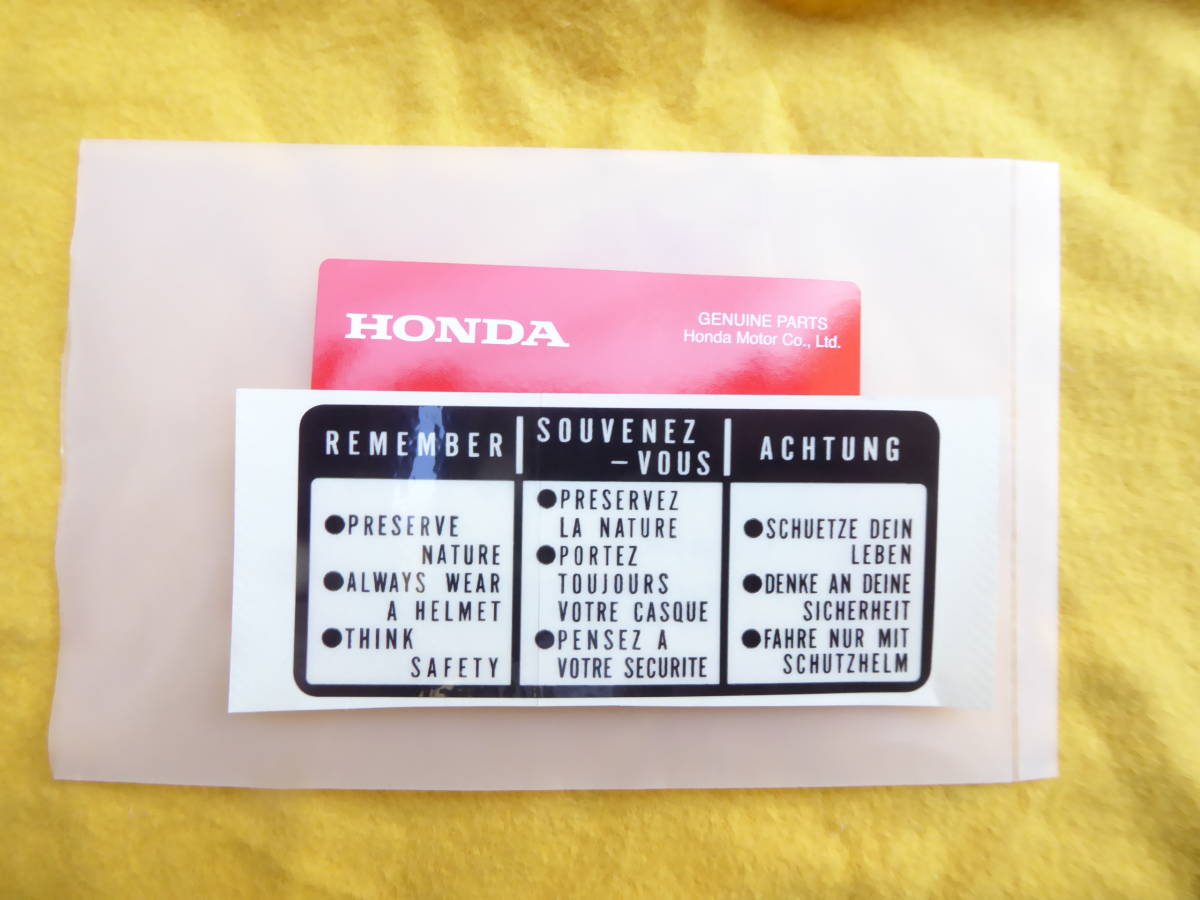 HONDA
GENUINE PARTS
Honda Motor Co., Ltd.
REMEMBER
●PRESERVE
NATURE
●ALWAYS WEAR
A HELMET
●THINK
SAFETY
SOUVENEZ
–VOUS
●PRESERVEZ
LA NATURE
●PORTEZ
TOUJOURS
VOTRE CASQUE
●PENSEZ A
VOTRE SECURITE
ACHTUNG
●SCHUETZE DEIN
LEBEN
●DENKE AN DEINE
SICHERHEIT
●FAHRE NUR MIT
SCHUTZHELM